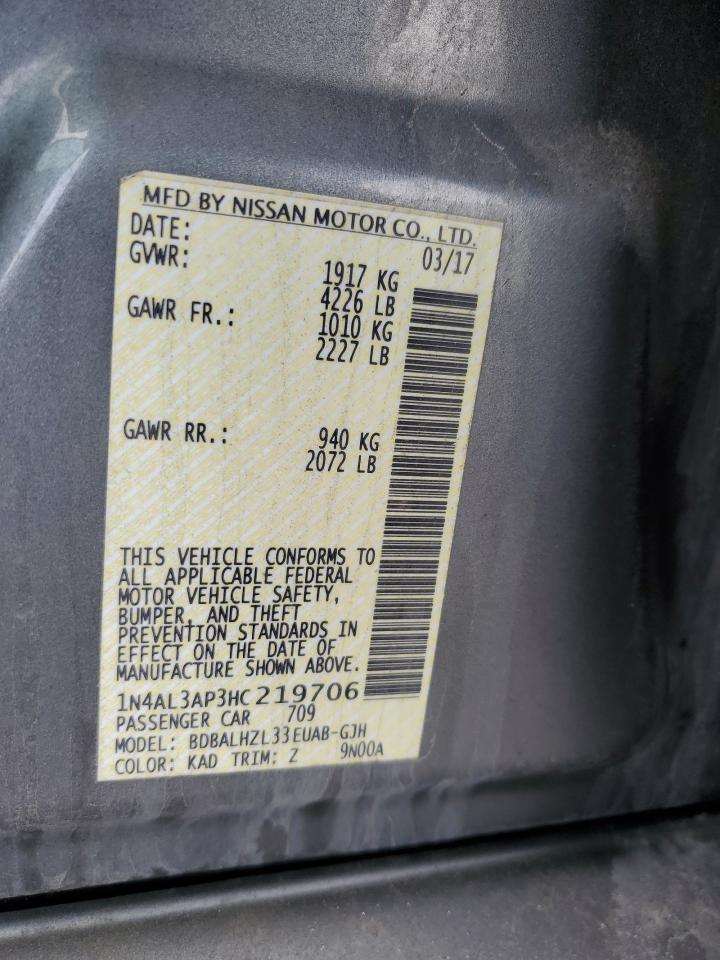 MFD BY NISSAN MOTOR CO., LTD.
DATE: 03/17
GVWR: 1917 KG
4226 LB
GAWR FR.: 1010 KG
2227 LB
GAWR RR.: 940 KG
2072 LB
THIS VEHICLE CONFORMS TO
ALL APPLICABLE FEDERAL
MOTOR VEHICLE SAFETY,
BUMPER, AND THEFT
PREVENTION STANDARDS IN
EFFECT ON THE DATE OF
MANUFACTURE SHOWN ABOVE.
1N4AL3AP3HC219706
PASSENGER CAR 709
MODEL: BDBALHZL33EUAB-GJH
COLOR: KAD TRIM: Z 9N00A